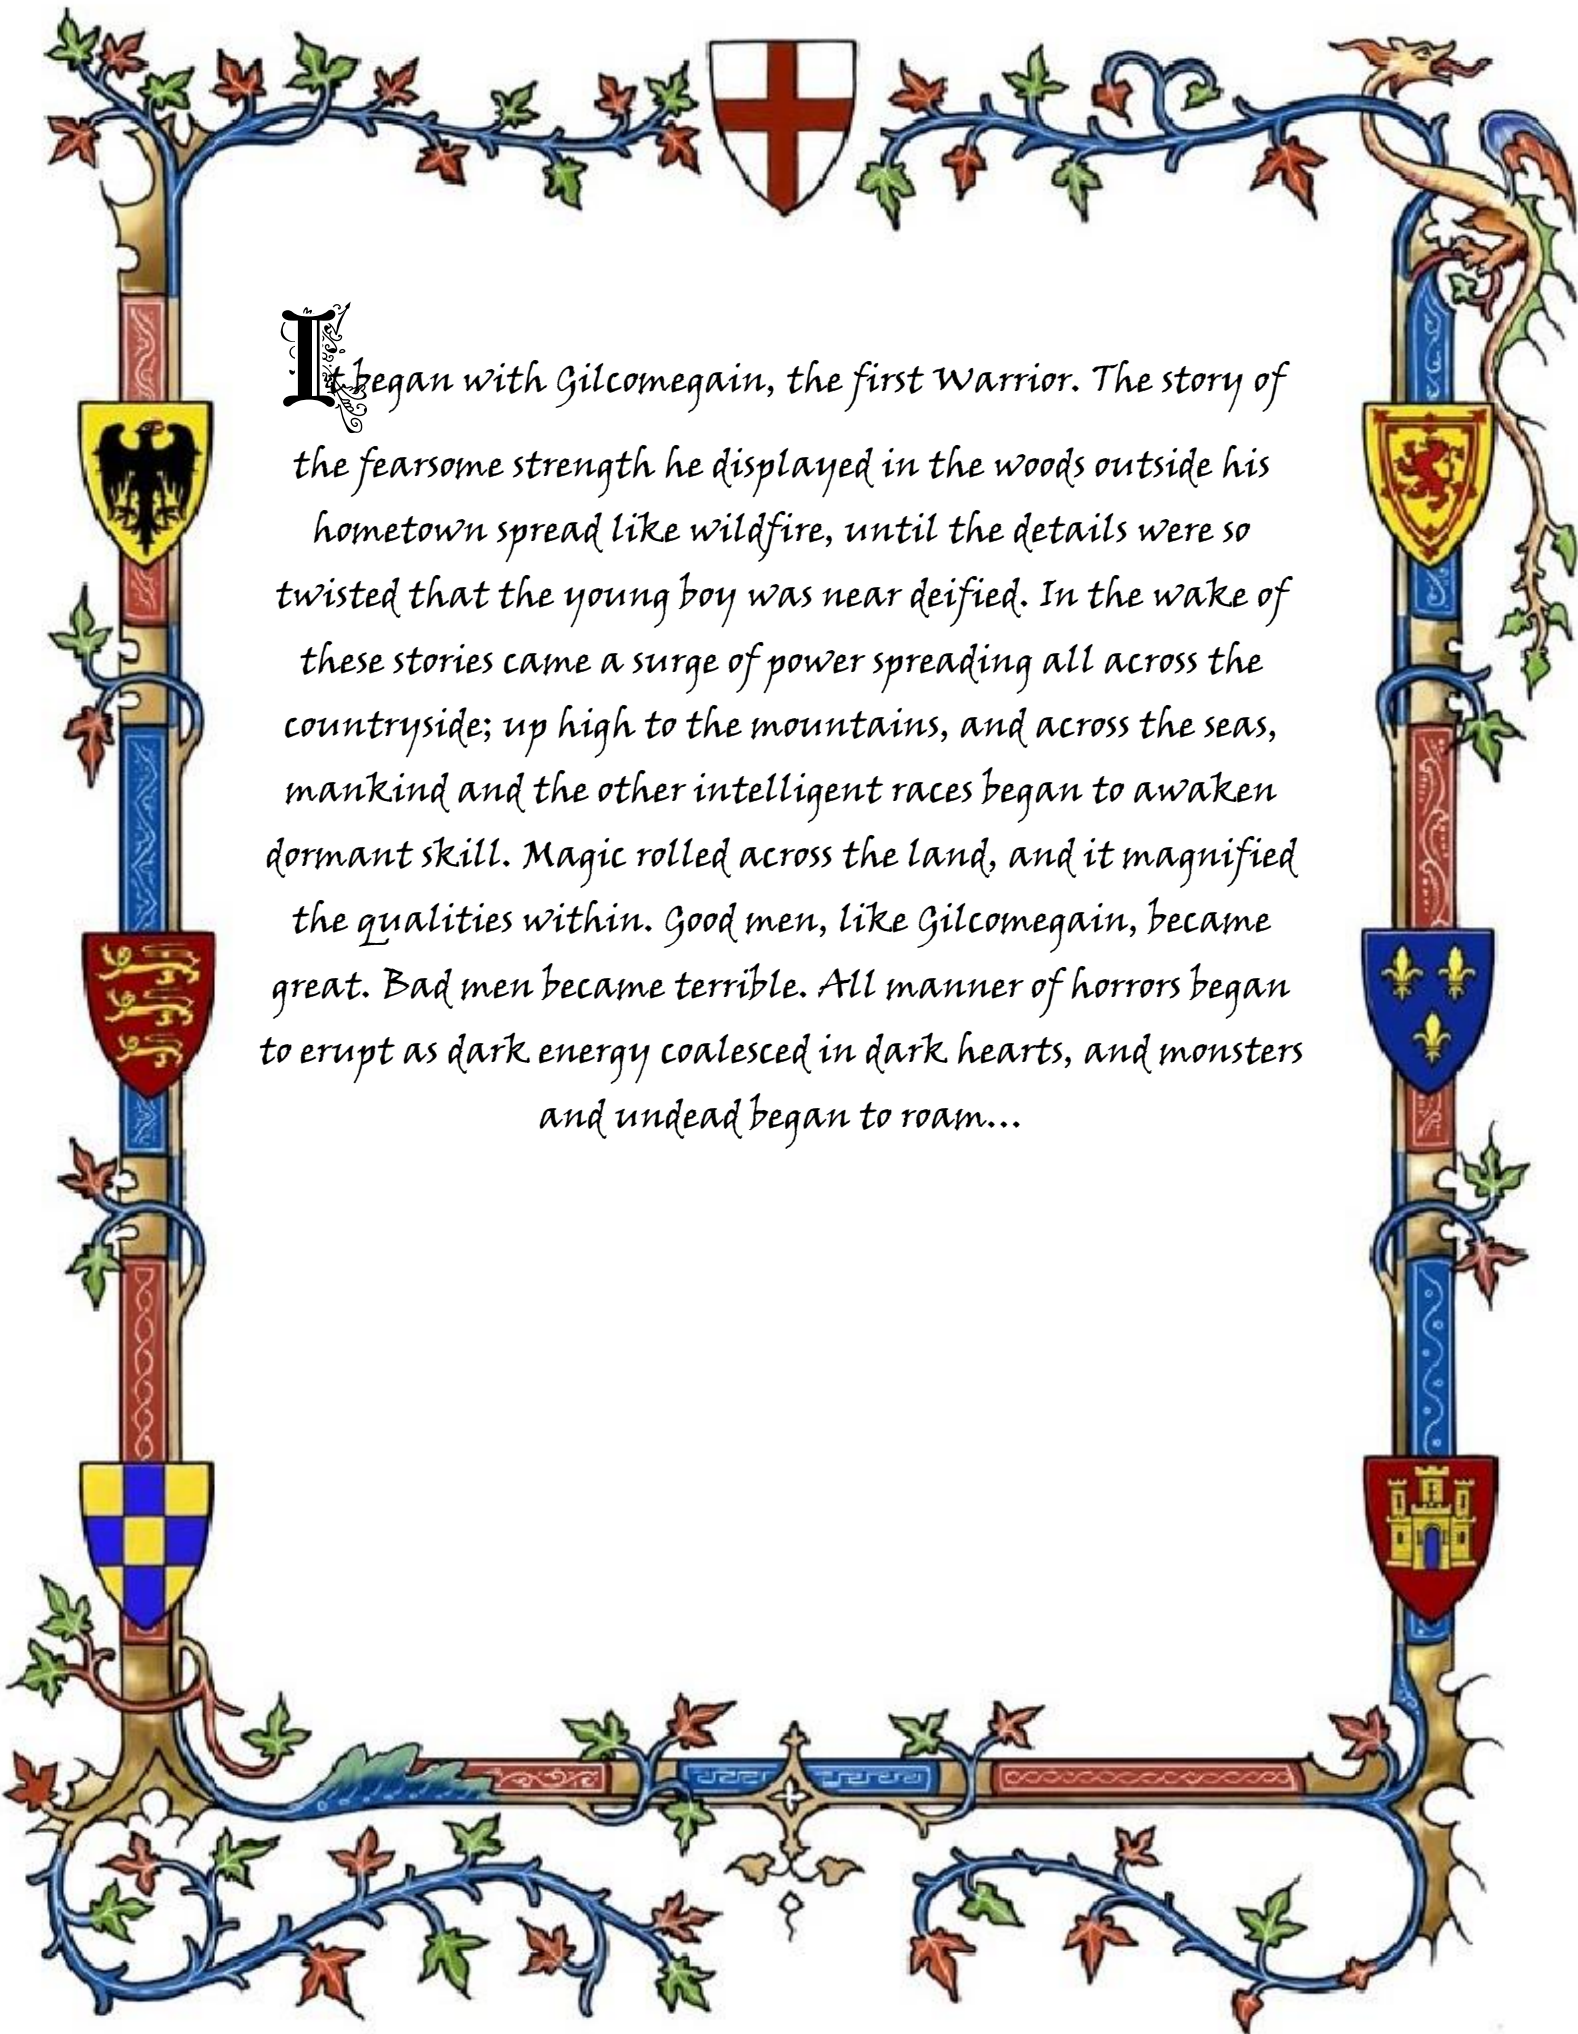 It began with Gilcomegain, the first Warrior. The story of
the fearsome strength he displayed in the woods outside his
hometown spread like wildfire, until the details were so
twisted that the young boy was near deified. In the wake of
these stories came a surge of power spreading all across the
countryside; up high to the mountains, and across the seas,
mankind and the other intelligent races began to awaken
dormant skill. Magic rolled across the land, and it magnified
the qualities within. Good men, like Gilcomegain, became
great. Bad men became terrible. All manner of horrors began
to erupt as dark energy coalesced in dark hearts, and monsters
and undead began to roam...